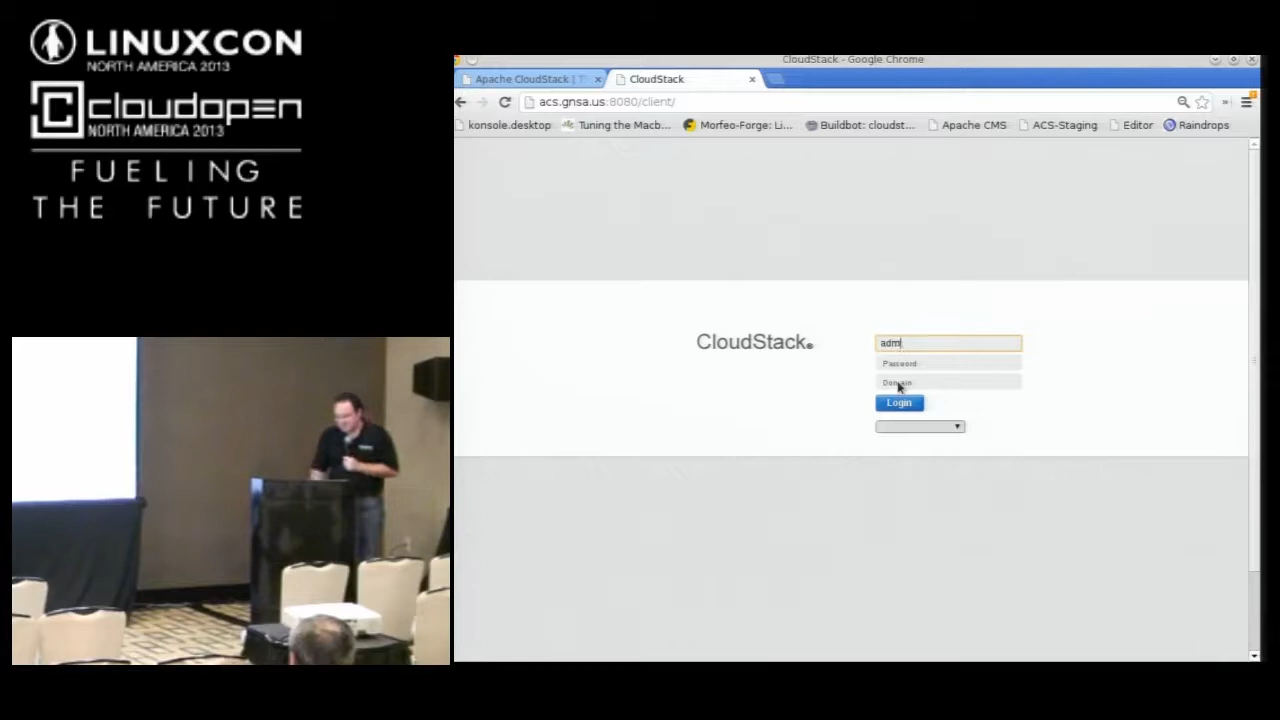 LINUXCON
NORTH AMERICA 2013
cloudopen
NORTH AMERICA 2013
FUELING
THE FUTURE
CloudStack - Google Chrome
Apache CloudStack | T
CloudStack
acs.gnsa.us:8080/client/
konsole.desktop
Tuning the Macb...
Morfeo-Forge: Li...
Buildbot: cloudst...
Apache CMS
ACS-Staging
Editor
Raindrops
CloudStack
adm
Password
Domain
Login